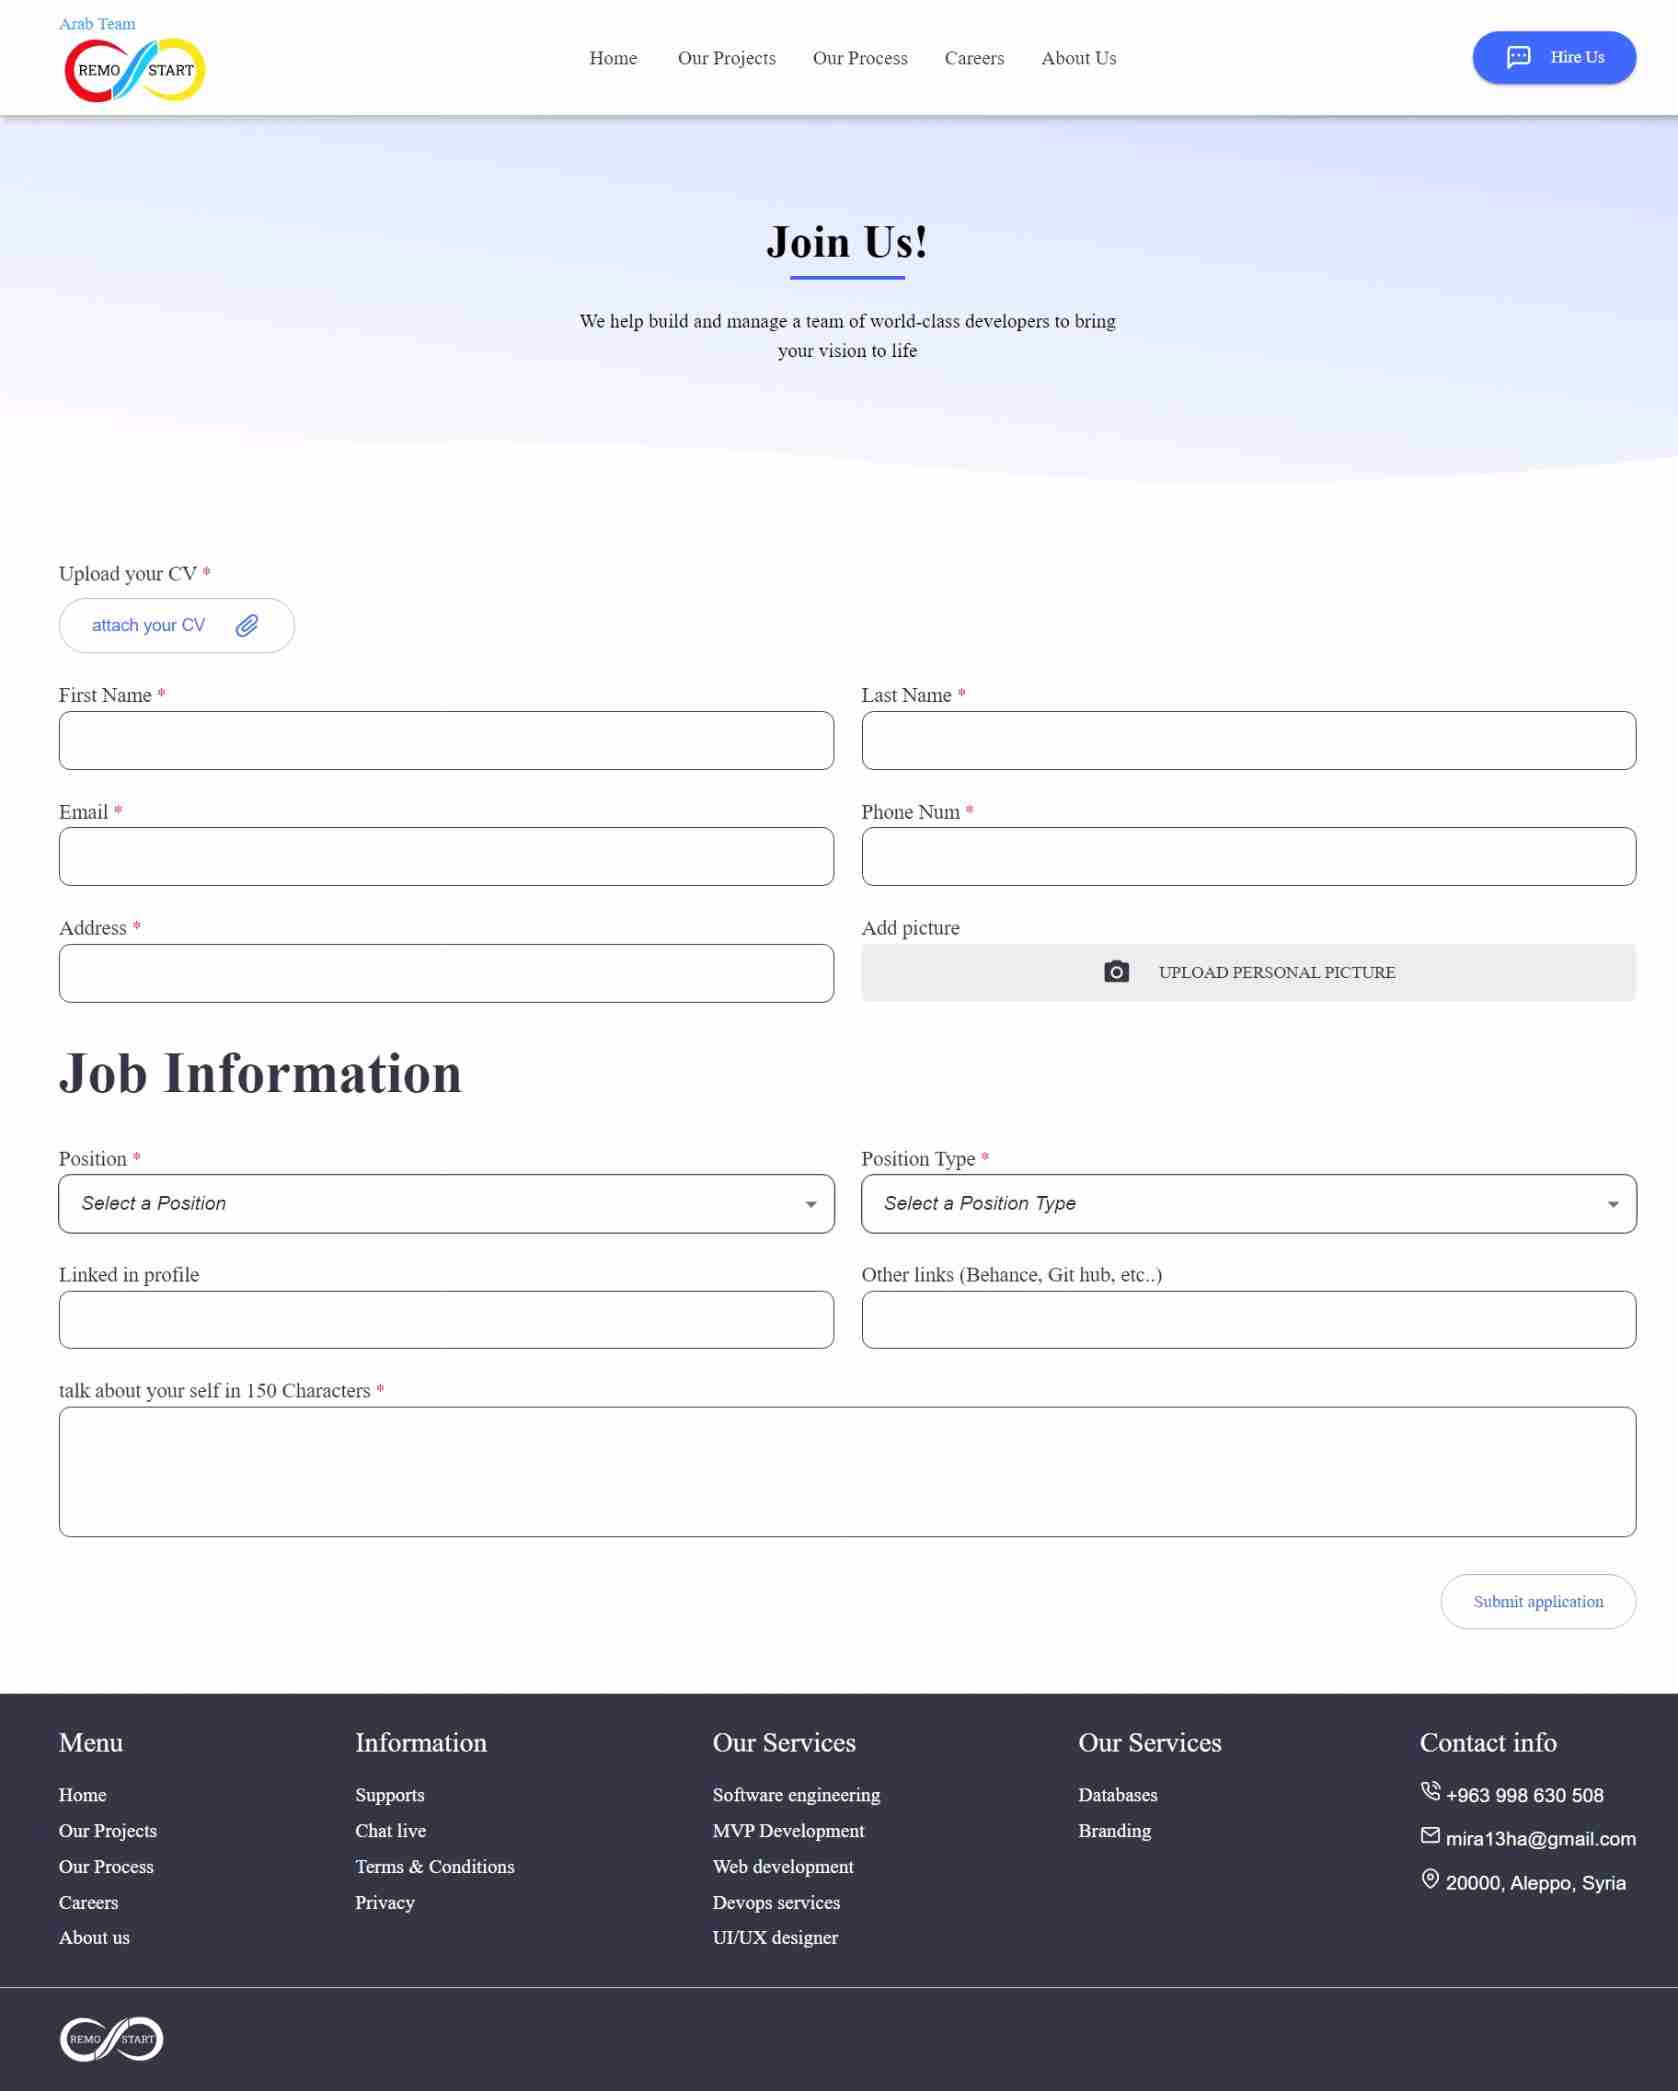 Arab Team
REMO START
Home Our Projects Our Process Careers About Us
Hire Us
Join Us!
We help build and manage a team of world-class developers to bring
your vision to life
Upload your CV *
attach your CV
First Name *
Last Name *
Email *
Phone Num *
Address *
Add picture
UPLOAD PERSONAL PICTURE
Job Information
Position *
Select a Position
Position Type *
Select a Position Type
Linked in profile
Other links (Behance, Git hub, etc..)
talk about your self in 150 Characters *
Submit application
Menu
Home
Our Projects
Our Process
Careers
About us
Information
Supports
Chat live
Terms & Conditions
Privacy
Our Services
Software engineering
MVP Development
Web development
Devops services
UI/UX designer
Our Services
Databases
Branding
Contact info
+963 998 630 508
mira13ha@gmail.com
20000, Aleppo, Syria
REMO START